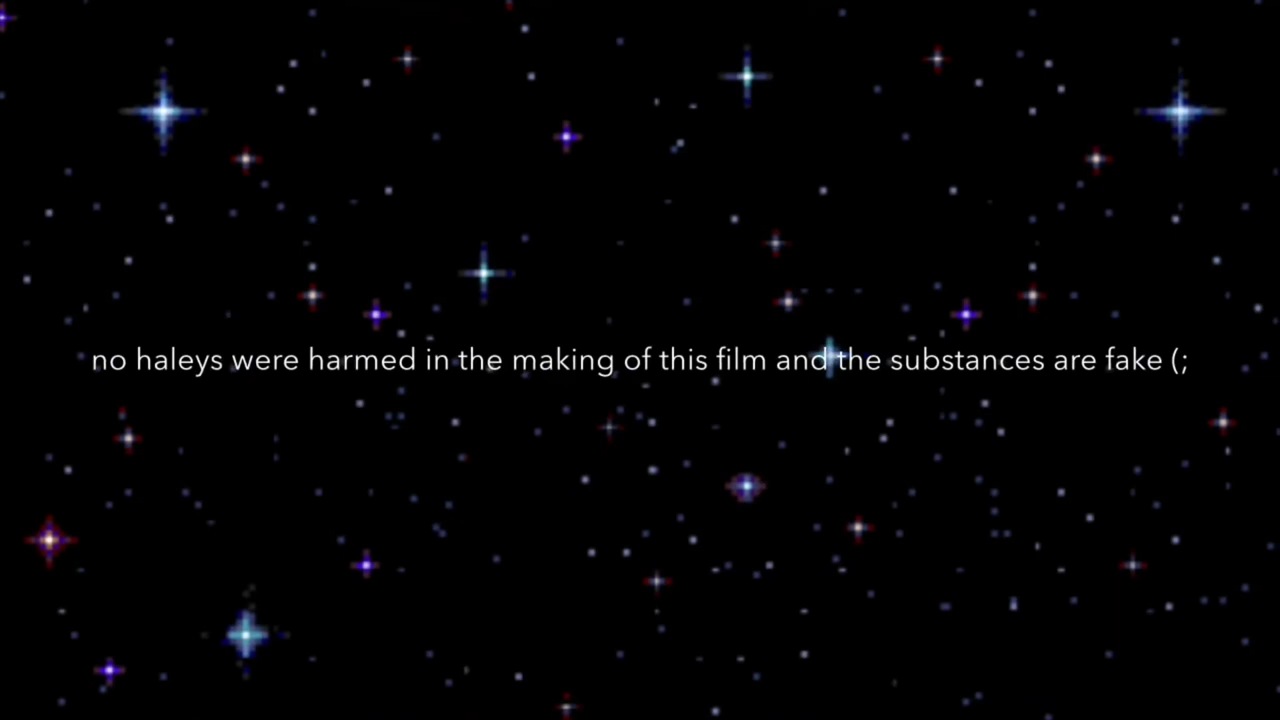 no haleys were harmed in the making of this film and the substances are fake (;